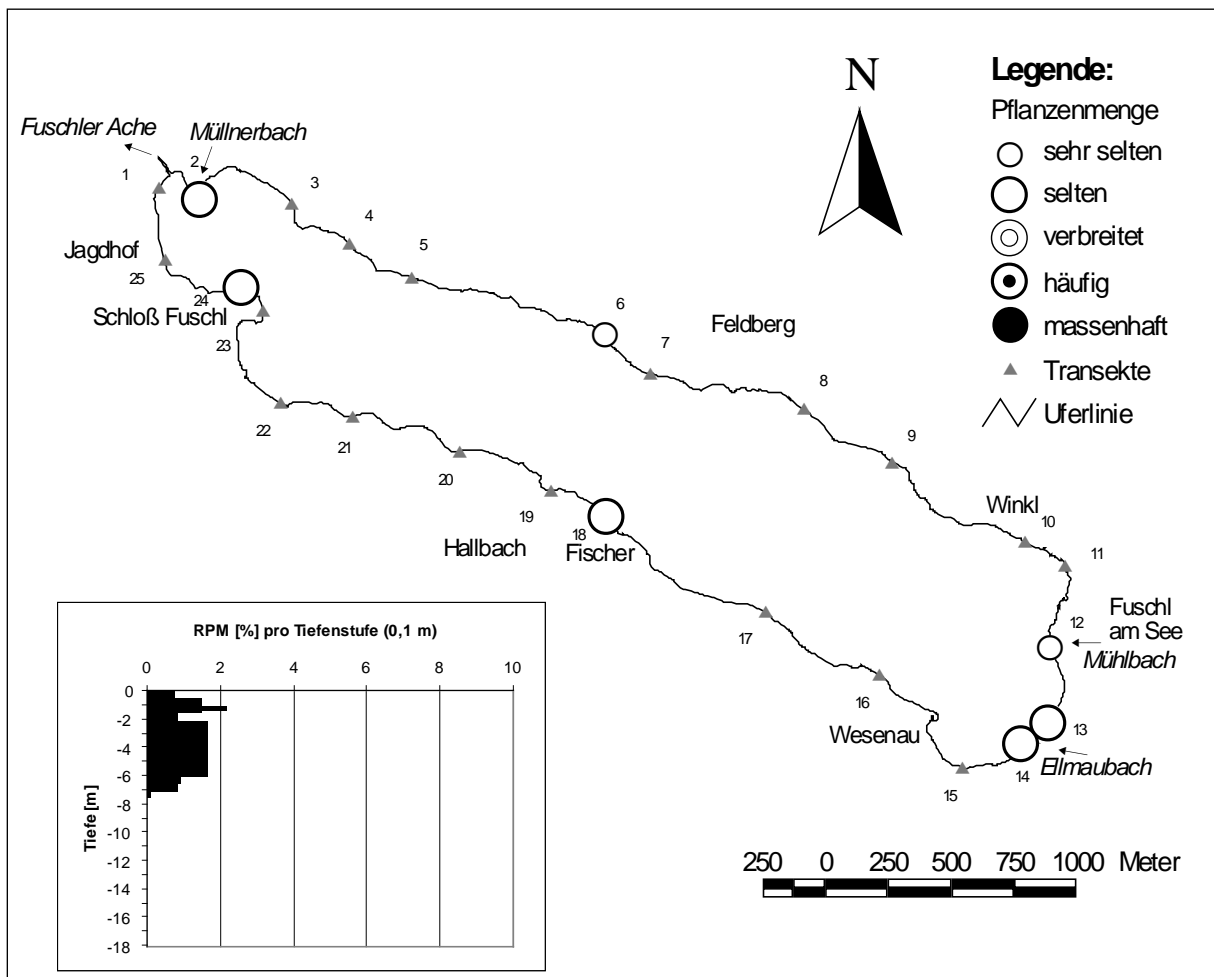 N
Legende:
Pflanzenmenge
sehr selten
selten
verbreitet
häufig
massenhaft
Transekte
Uferlinie
Fuschler Ache
Müllnerbach
1
2
3
4
5
6
7
Feldberg
8
9
Winkl
10
11
12
Fuschl
am See
Mühlbach
13
Ellmaubach
14
15
Wesenau
16
17
Fischer
18
Hallbach
19
20
21
22
23
Schloß Fuschl
24
25
Jagdhof
RPM [%] pro Tiefenstufe (0,1 m)
0 2 4 6 8 10
Tiefe [m]
0
-2
-4
-6
-8
-10
-12
-14
-16
-18
250 0 250 500 750 1000 Meter